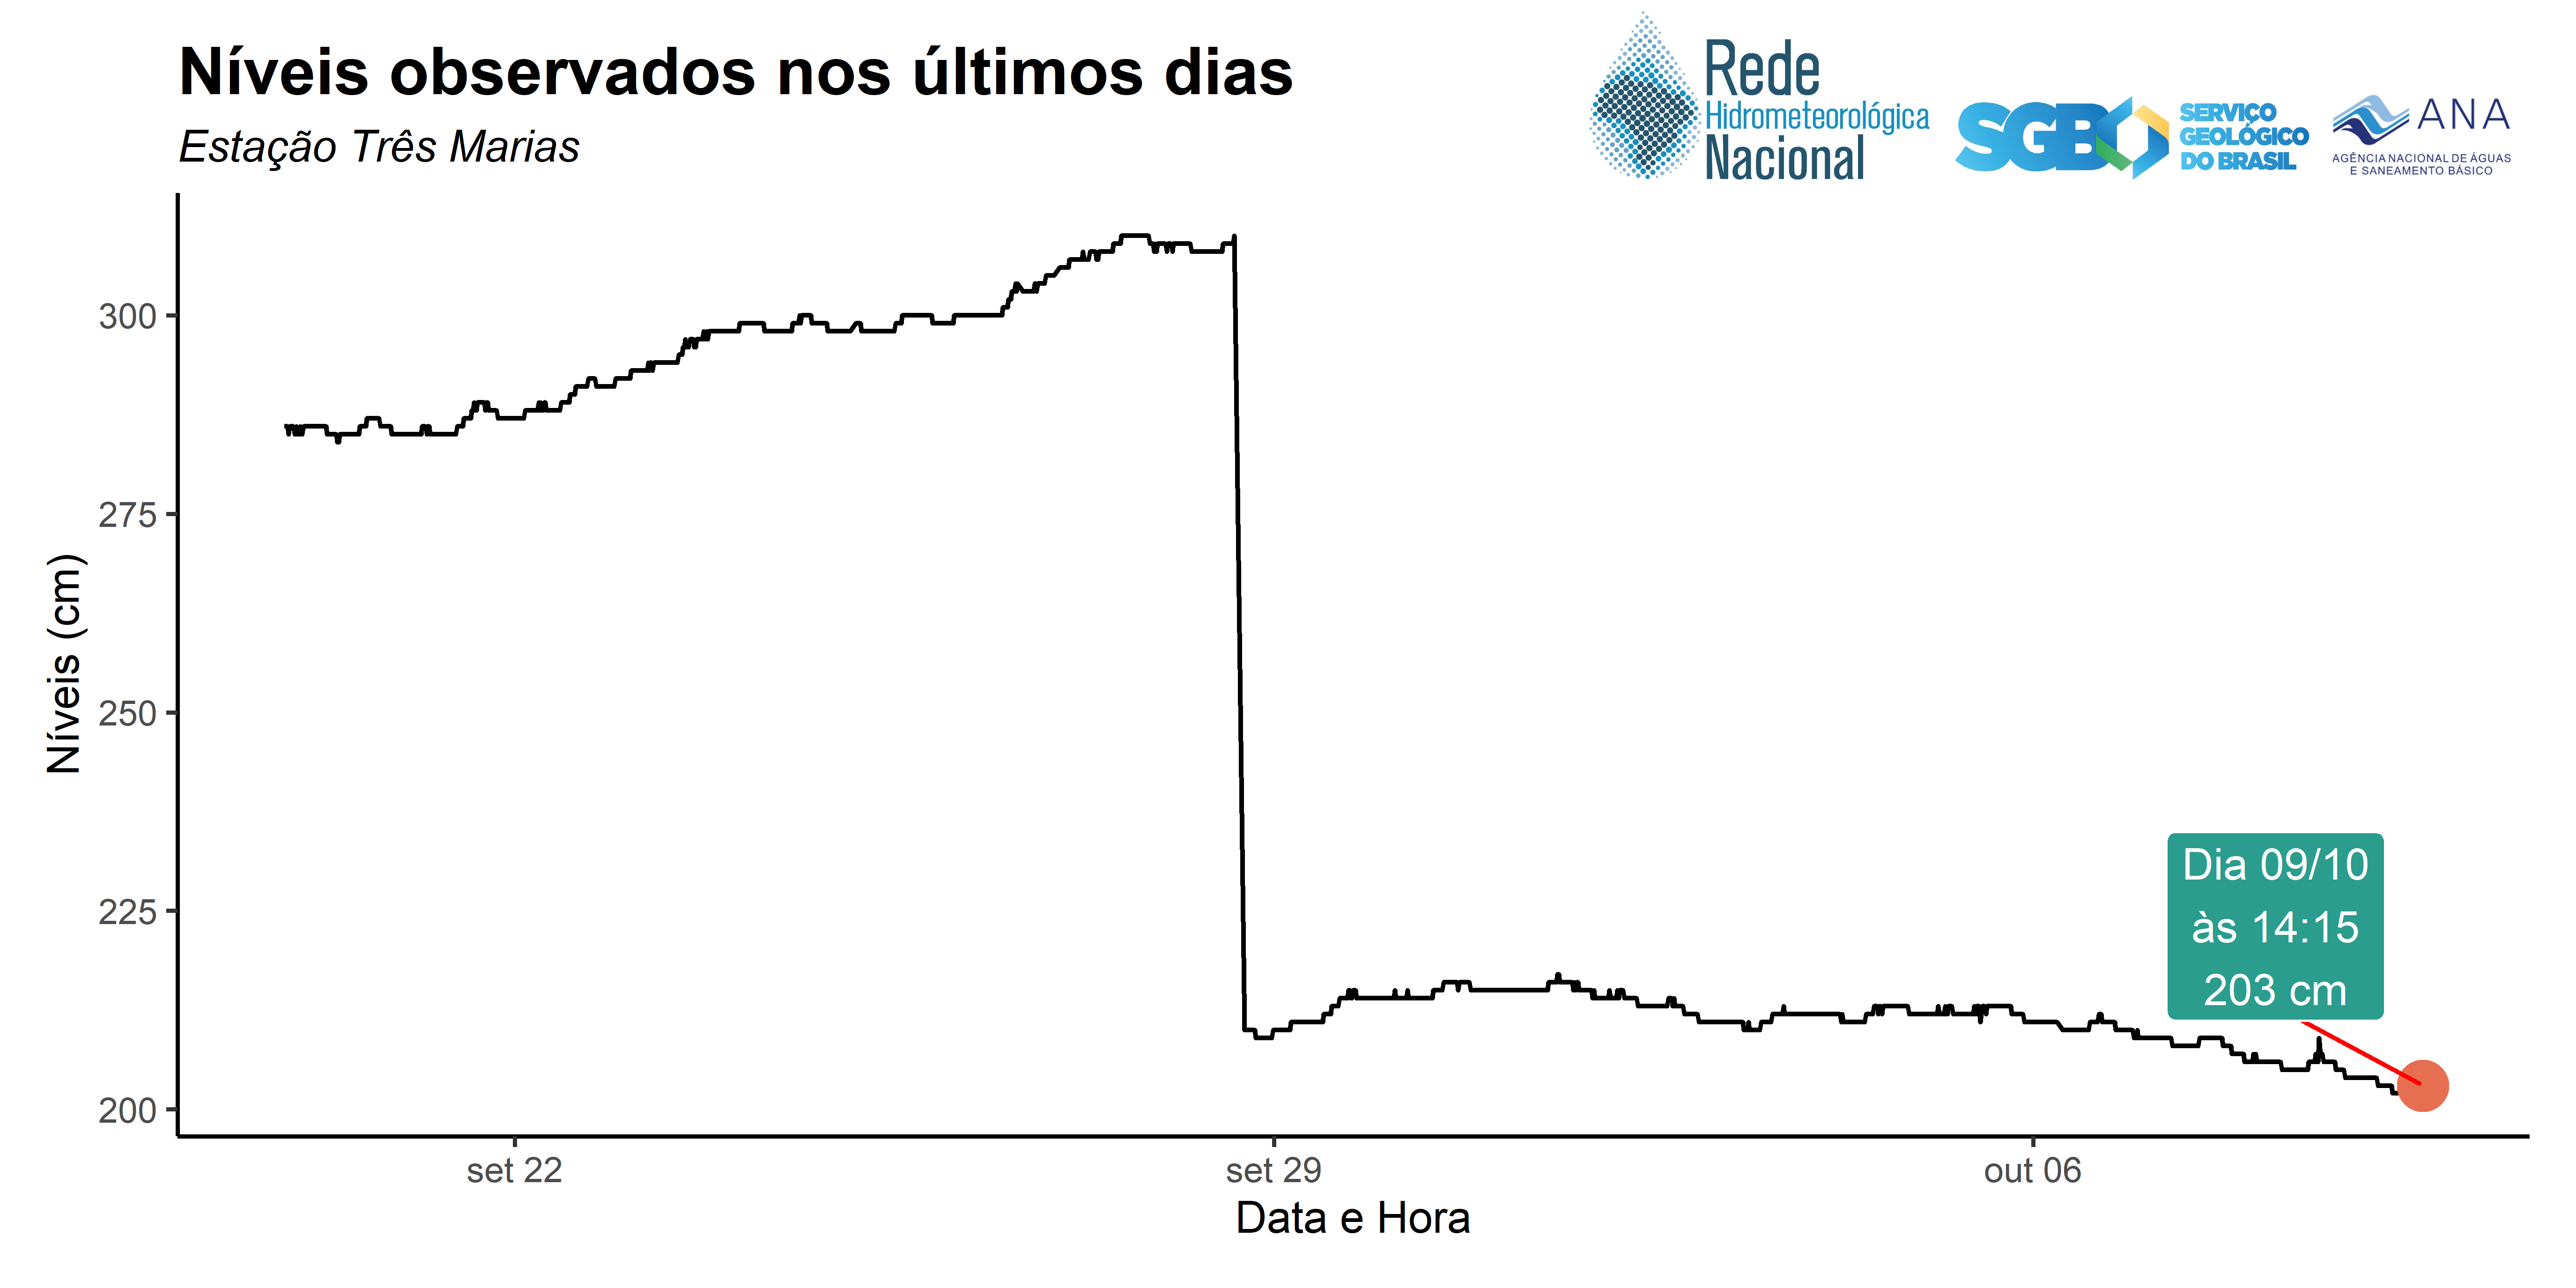 Níveis observados nos últimos dias
Estação Três Marias
Rede
Hidrometeorológica
Nacional
SGB
SERVIÇO
GEOLÓGICO
DO BRASIL
ANA
AGÊNCIA NACIONAL DE ÁGUAS
E SANEAMENTO BÁSICO
Níveis (cm)
300
275
250
225
200
Dia 09/10
às 14:15
203 cm
set 22
set 29
out 06
Data e Hora